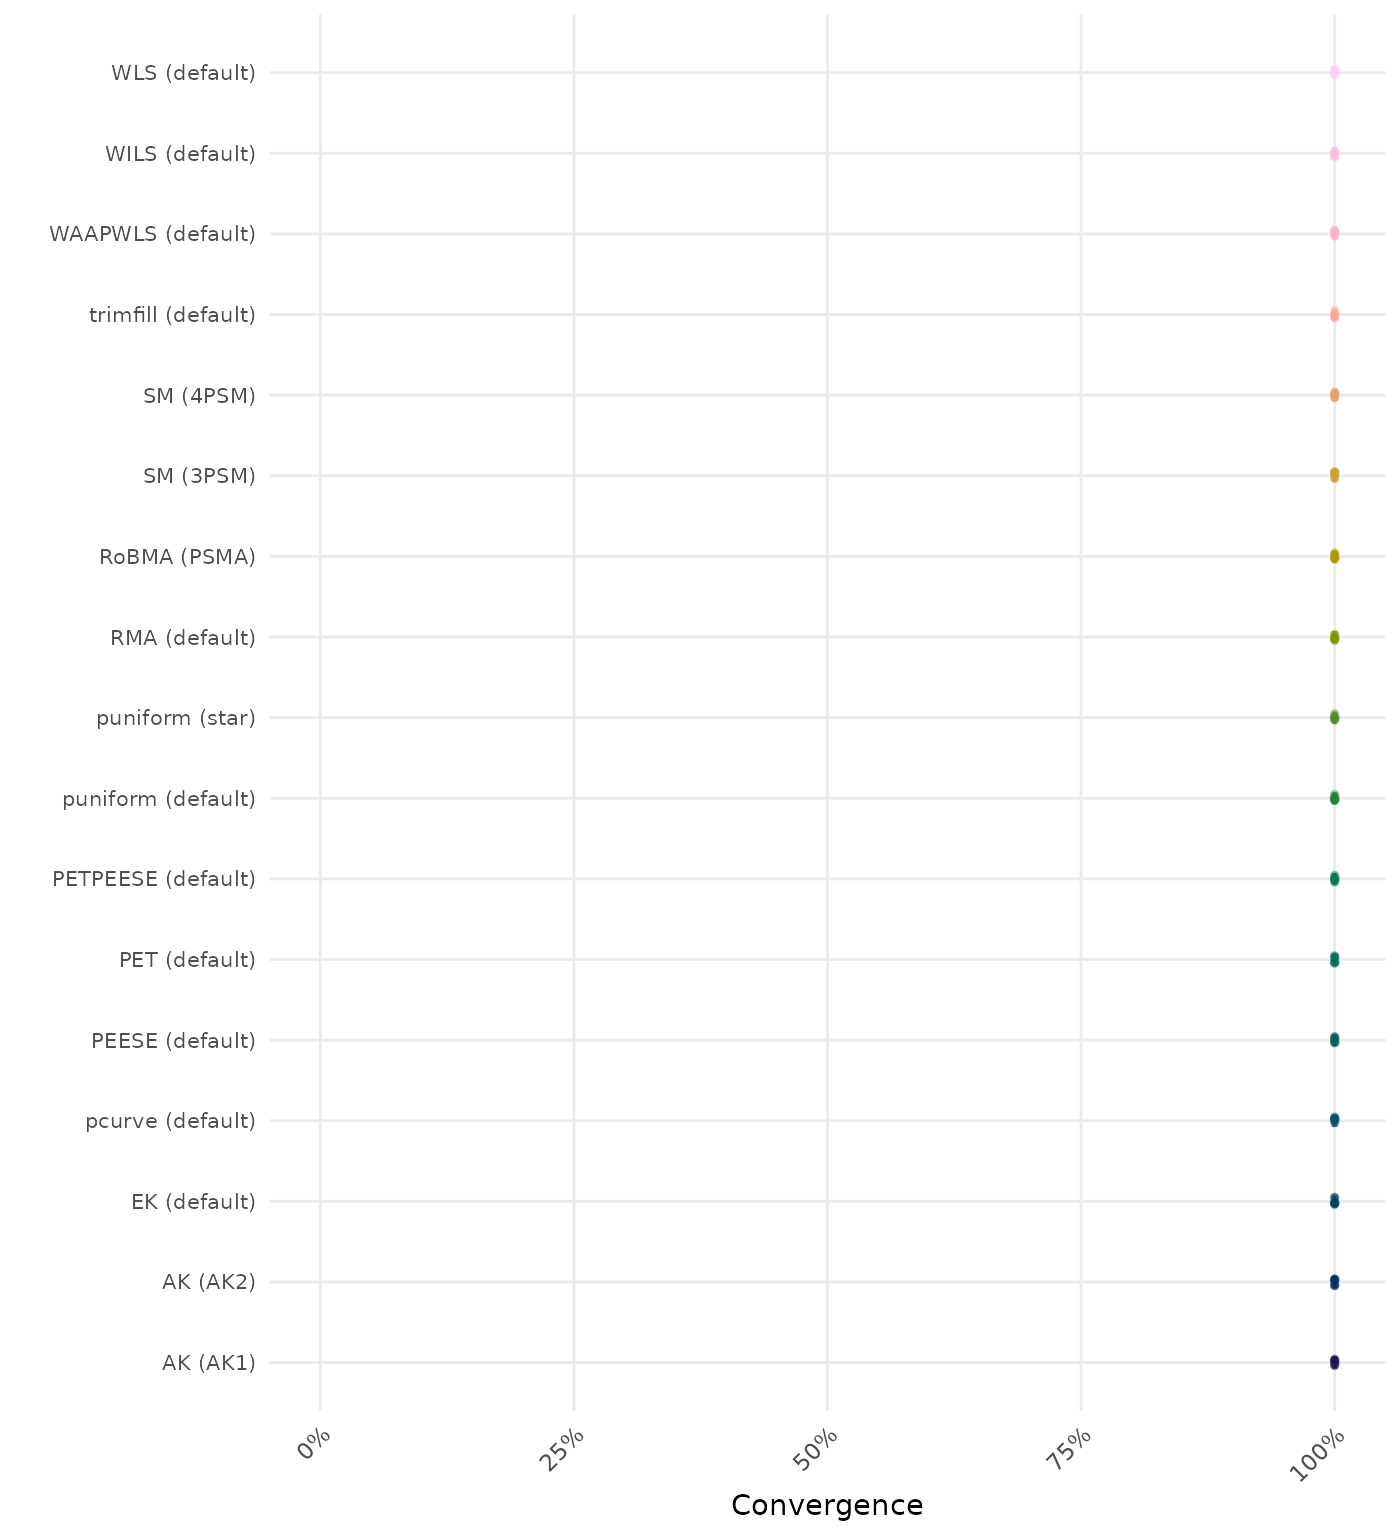 WLS (default)
WILS (default)
WAAPWLS (default)
trimfill (default)
SM (4PSM)
SM (3PSM)
RoBMA (PSMA)
RMA (default)
puniform (star)
puniform (default)
PETPEESE (default)
PET (default)
PEESE (default)
pcurve (default)
EK (default)
AK (AK2)
AK (AK1)
0% 25% 50% 75% 100%
Convergence